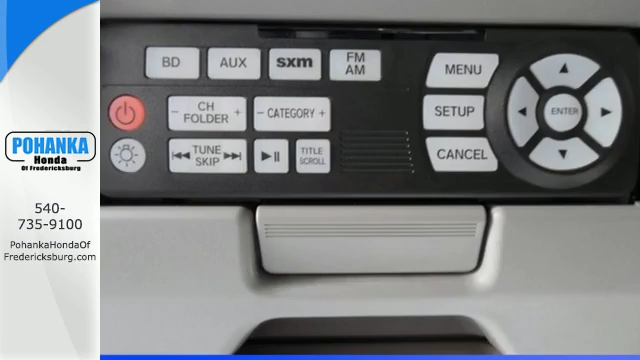 POHANKA
Honda
Of Fredericksburg
540-
735-9100
PohankaHondaOf
Fredericksburg.com
BD
AUX
sxm
FM
AM
- CH +
FOLDER
- CATEGORY +
TUNE
SKIP
TITLE
SCROLL
MENU
SETUP
CANCEL
ENTER